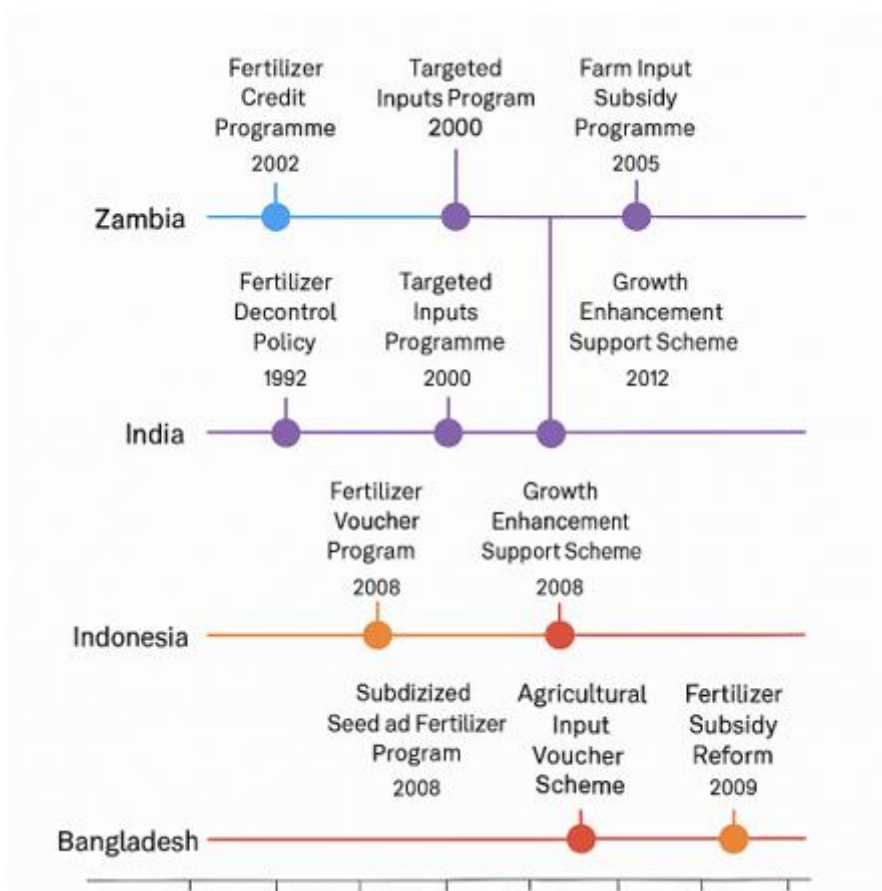 Fertilizer
Credit
Programme
2002
Targeted
Inputs Program
2000
Farm Input
Subsidy
Programme
2005
Zambia
Fertilizer
Decontrol
Policy
1992
Targeted
Inputs
Programme
2000
Growth
Enhancement
Support Scheme
2012
India
Fertilizer
Voucher
Program
2008
Growth
Enhancement
Support Scheme
2008
Indonesia
Subdizized
Seed ad Fertilizer
Program
2008
Agricultural
Input
Voucher
Scheme
Fertilizer
Subsidy
Reform
2009
Bangladesh